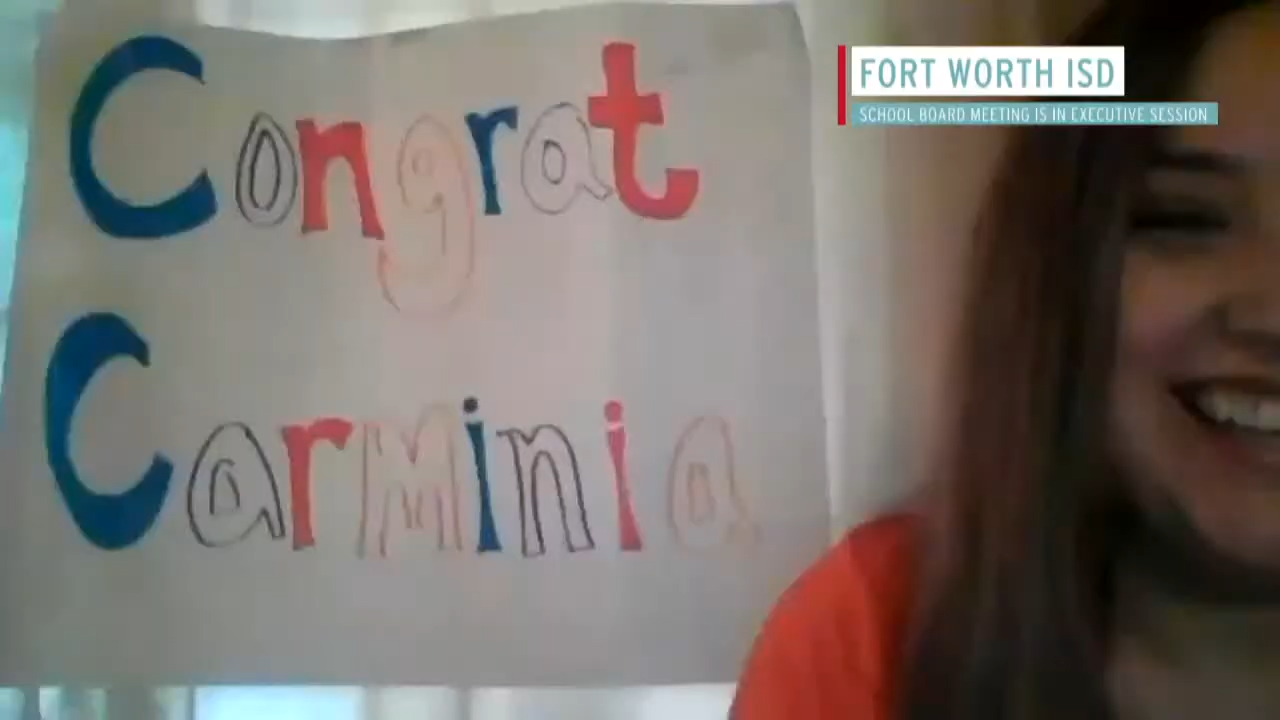 Congrat
Carminia
FORT WORTH ISD
SCHOOL BOARD MEETING IS IN EXECUTIVE SESSION